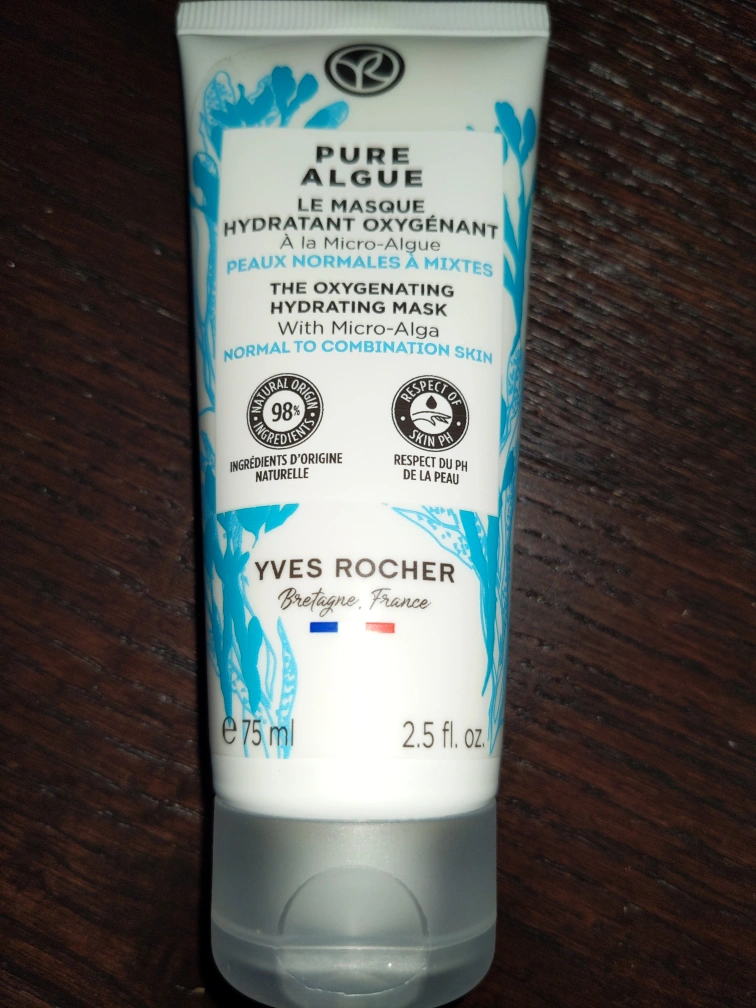 PURE
ALGUE
LE MASQUE
HYDRATANT OXYGÉNANT
À la Micro-Algue
PEAUX NORMALES À MIXTES
THE OXYGENATING
HYDRATING MASK
With Micro-Alga
NORMAL TO COMBINATION SKIN
NATURAL ORIGIN
98%
INGREDIENTS
INGRÉDIENTS D'ORIGINE
NATURELLE
RESPECT OF
SKIN PH
RESPECT DU PH
DE LA PEAU
YVES ROCHER
Bretagne, France
℮ 75 ml
2.5 fl. oz.